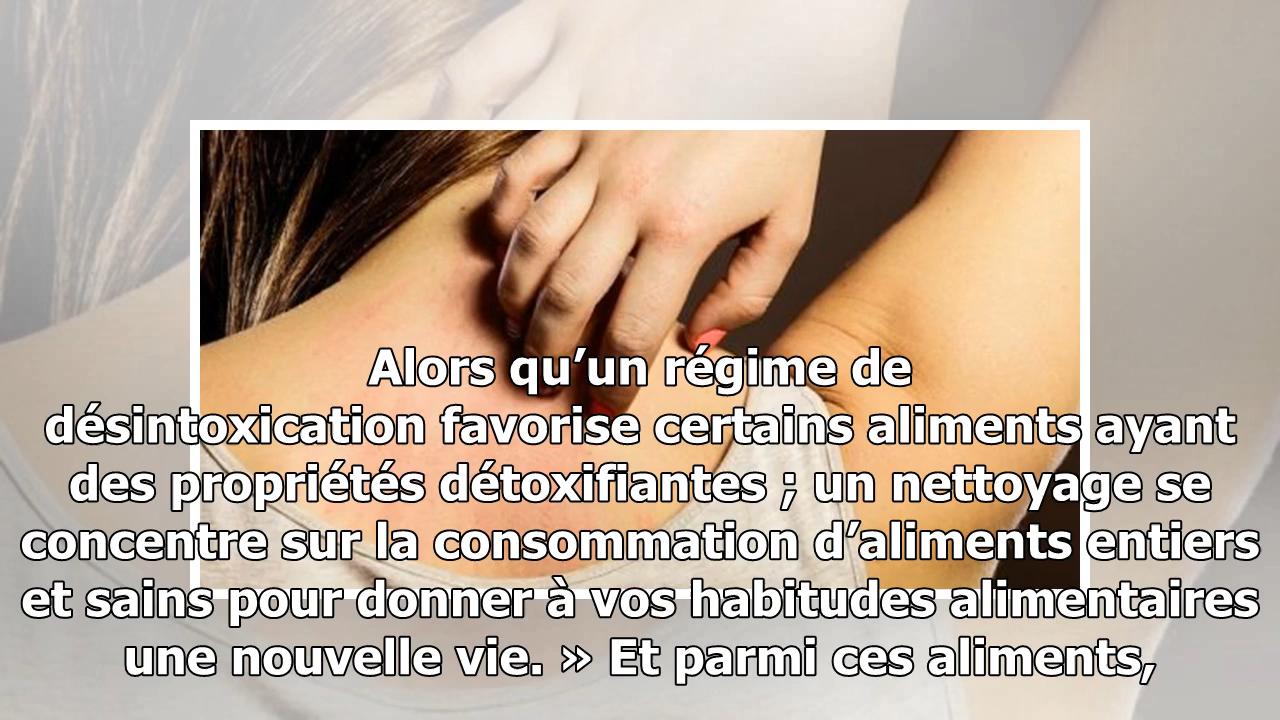 Alors qu’un régime de
désintoxication favorise certains aliments ayant
des propriétés détoxifiantes ; un nettoyage se
concentre sur la consommation d’aliments entiers
et sains pour donner à vos habitudes alimentaires
une nouvelle vie. » Et parmi ces aliments,